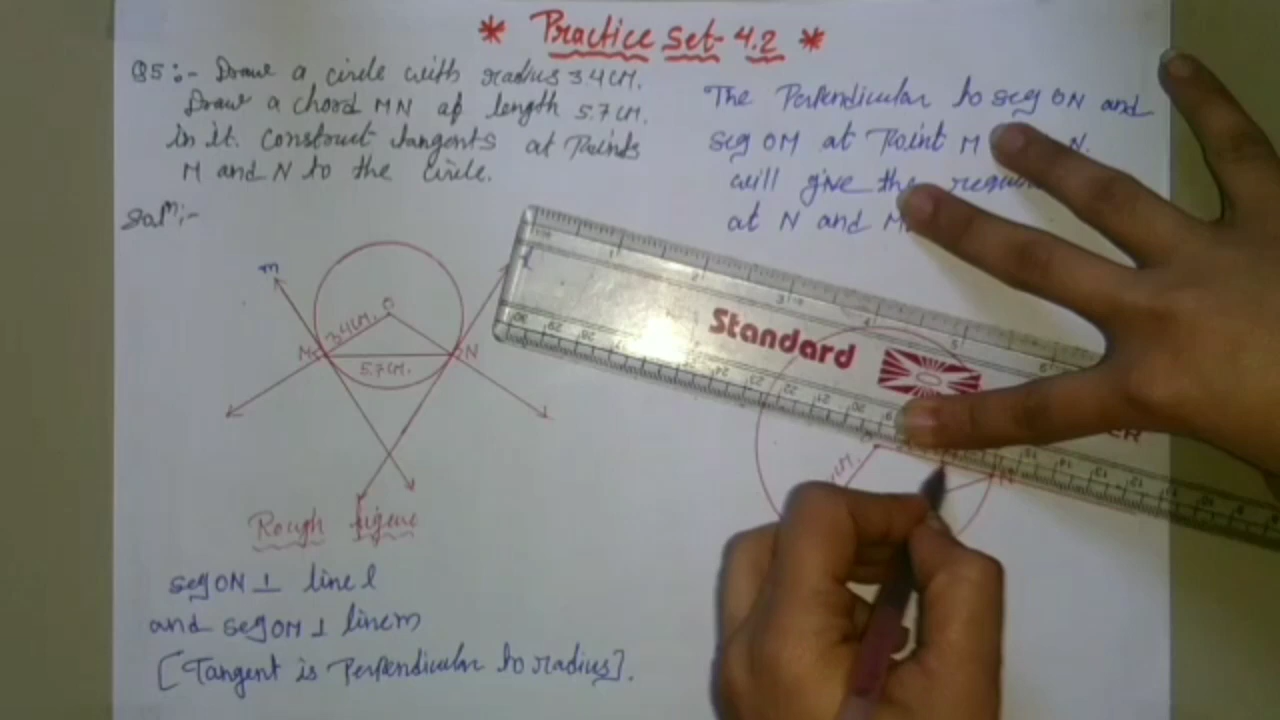 * Practice Set 4.2 *
Q5:- Draw a circle with radius 3.4 CM.
Draw a chord MN of length 5.7 CM.
in it. construct tangents at Points
M and N to the circle.
Solⁿ:-
The Perpendicular to seg ON and
seg OM at Point M N.
will give the
at N and M
m
l
O
3.4 CM.
M
N
5.7 CM.
Rough figure
seg ON ⊥ line l
and seg OM ⊥ line m
[Tangent is Perpendicular to radius].
Standard
CM.
N